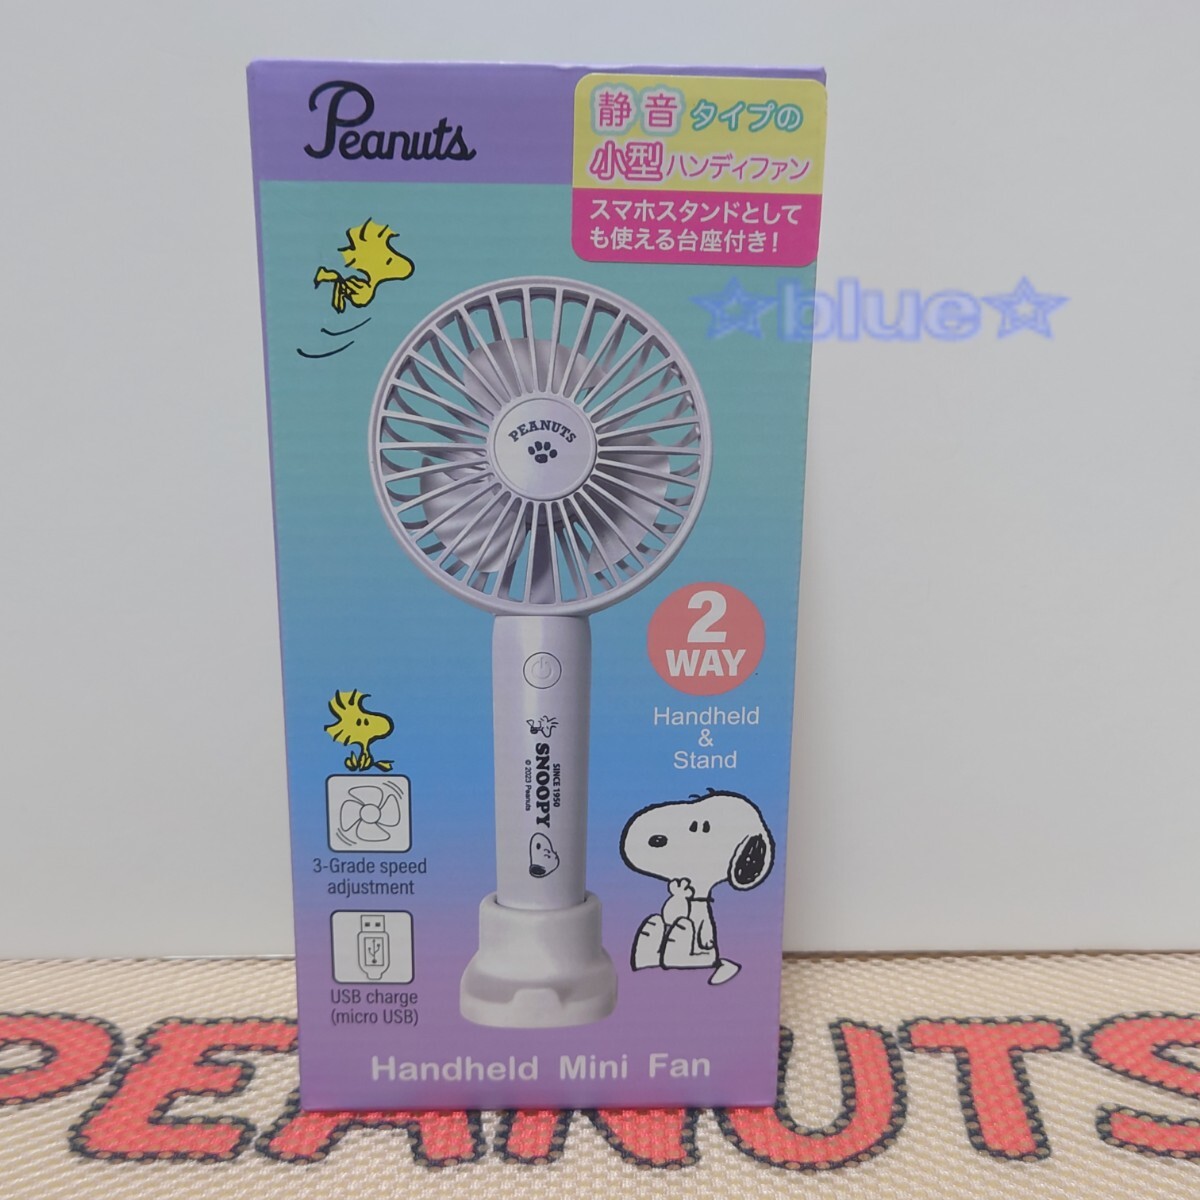 Peanuts
静音タイプの
小型ハンディファン
スマホスタンドとして
も使える台座付き!
☆blue☆
PEANUTS
2
WAY
Handheld
&
Stand
SINCE 1950
SNOOPY
© 2023 Peanuts
3-Grade speed
adjustment
USB charge
(micro USB)
Handheld Mini Fan
PEANUTS